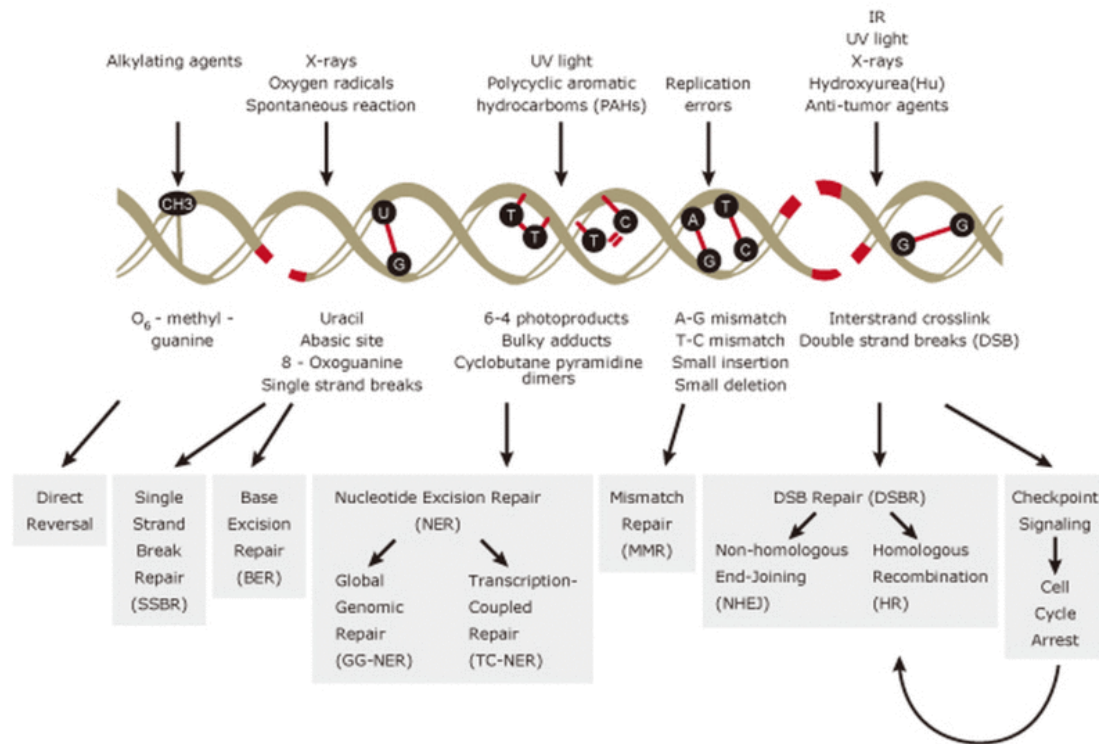 Alkylating agents
X-rays
Oxygen radicals
Spontaneous reaction
UV light
Polycyclic aromatic
hydrocarboms (PAHs)
Replication
errors
IR
UV light
X-rays
Hydroxyurea(Hu)
Anti-tumor agents
CH3
U
G
T
T
T
C
A
G
T
C
G
G
O6 - methyl -
guanine
Uracil
Abasic site
8 - Oxoguanine
Single strand breaks
6-4 photoproducts
Bulky adducts
Cyclobutane pyramidine
dimers
A-G mismatch
T-C mismatch
Small insertion
Small deletion
Interstrand crosslink
Double strand breaks (DSB)
Direct
Reversal
Single
Strand
Break
Repair
(SSBR)
Base
Excision
Repair
(BER)
Nucleotide Excision Repair
(NER)
Global
Genomic
Repair
(GG-NER)
Transcription-
Coupled
Repair
(TC-NER)
Mismatch
Repair
(MMR)
DSB Repair (DSBR)
Non-homologous
End-Joining
(NHEJ)
Homologous
Recombination
(HR)
Checkpoint
Signaling
Cell
Cycle
Arrest